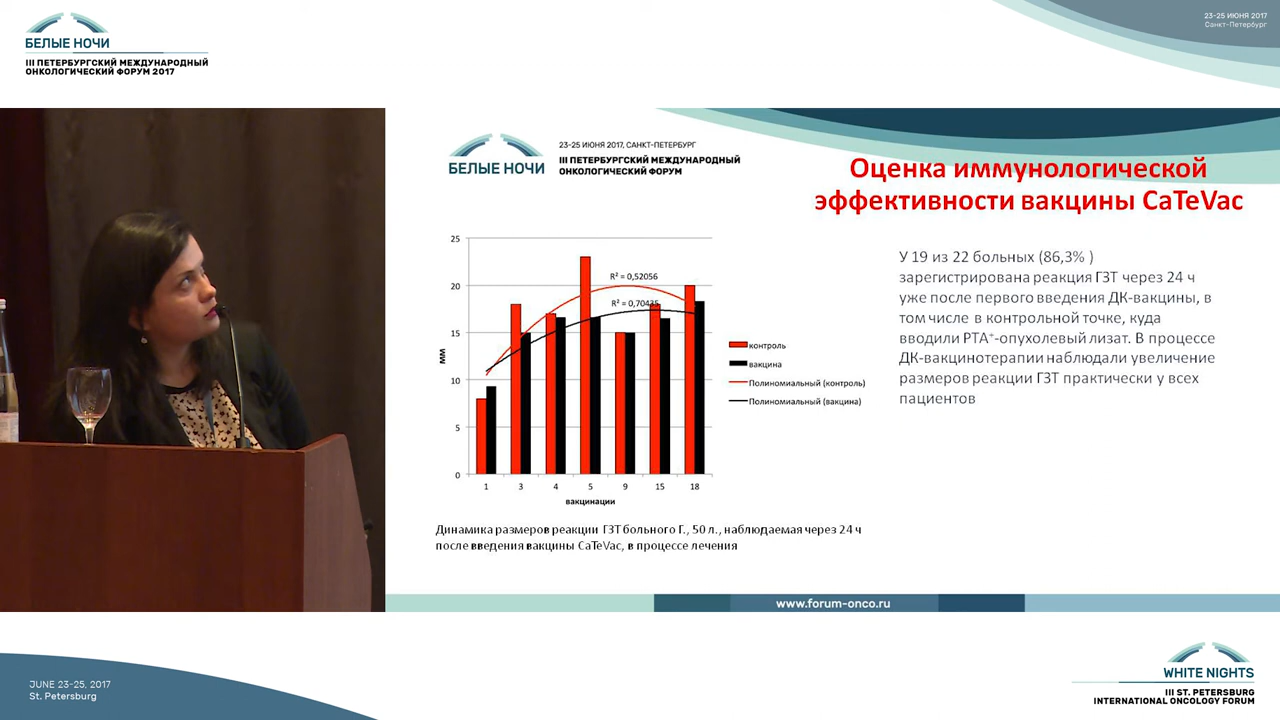 БЕЛЫЕ НОЧИ
III ПЕТЕРБУРГСКИЙ МЕЖДУНАРОДНЫЙ
ОНКОЛОГИЧЕСКИЙ ФОРУМ 2017
23-25 ИЮНЯ 2017
Санкт-Петербург
БЕЛЫЕ НОЧИ
23-25 ИЮНЯ 2017, САНКТ-ПЕТЕРБУРГ
III ПЕТЕРБУРГСКИЙ МЕЖДУНАРОДНЫЙ
ОНКОЛОГИЧЕСКИЙ ФОРУМ
Оценка иммунологической
эффективности вакцины CaTeVac
25
20
15
10
5
0
мм
R² = 0,52056
R² = 0,70435
1 3 4 5 9 15 18
вакцинации
контроль
вакцина
Полиномиальный (контроль)
Полиномиальный (вакцина)
У 19 из 22 больных (86,3% )
зарегистрирована реакция ГЗТ через 24 ч
уже после первого введения ДК-вакцины, в
том числе в контрольной точке, куда
вводили РТА⁺-опухолевый лизат. В процессе
ДК-вакцинотерапии наблюдали увеличение
размеров реакции ГЗТ практически у всех
пациентов
Динамика размеров реакции ГЗТ больного Г., 50 л., наблюдаемая через 24 ч
после введения вакцины CaTeVac, в процессе лечения
www.forum-onco.ru
JUNE 23-25, 2017
St. Petersburg
WHITE NIGHTS
III ST. PETERSBURG
INTERNATIONAL ONCOLOGY FORUM